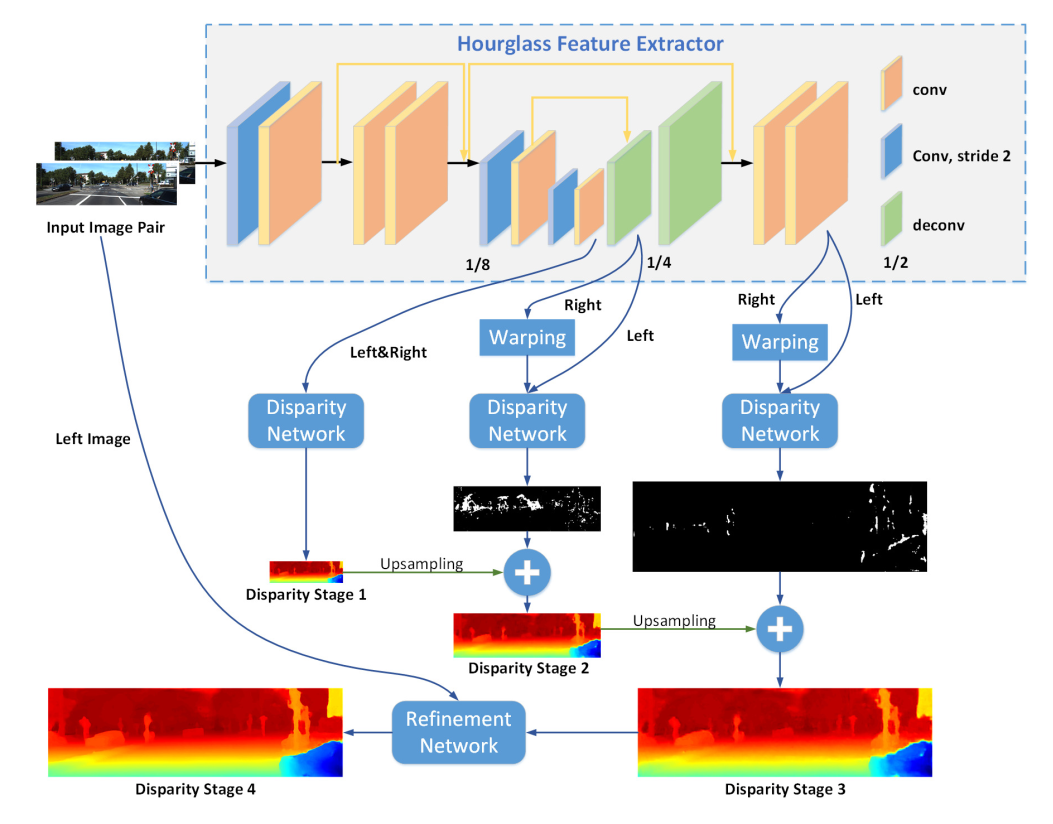 Hourglass Feature Extractor
conv
Conv, stride 2
deconv
Input Image Pair
1/8
1/4
1/2
Right
Left
Right
Left
Warping
Warping
Left&Right
Disparity
Network
Disparity
Network
Disparity
Network
Left Image
Upsampling
Disparity Stage 1
Upsampling
Disparity Stage 2
Refinement
Network
Disparity Stage 4
Disparity Stage 3